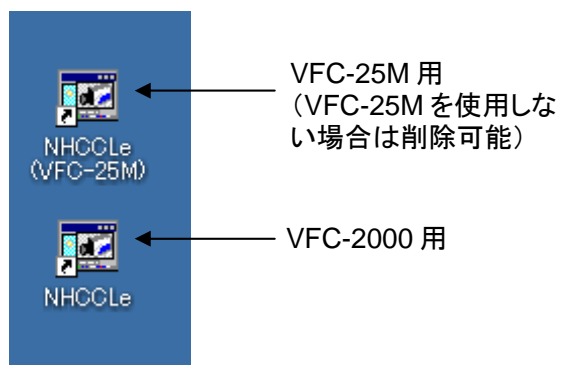 NHCCLe
(VFC-25M)
VFC-25M 用
（VFC-25M を使用しな
い場合は削除可能）
NHCCLe
VFC-2000 用